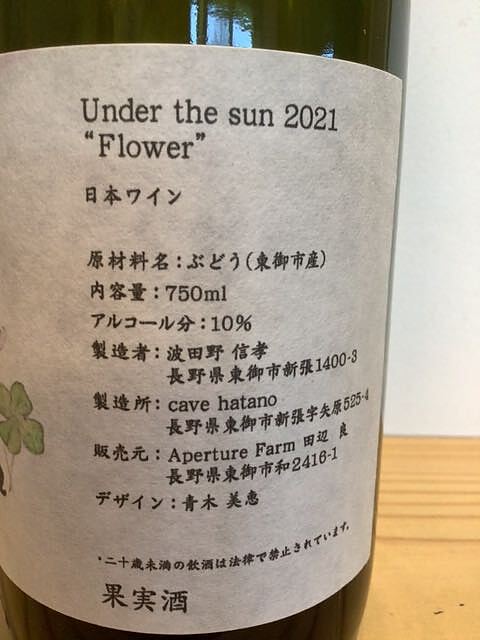 Under the sun 2021
“Flower”
日本ワイン
原材料名：ぶどう（東御市産）
内容量：750ml
アルコール分：10%
製造者：波田野 信孝
長野県東御市新張1400-3
製造所：cave hatano
長野県東御市新張字矢原525-4
販売元：Aperture Farm 田辺 良
長野県東御市和2416-1
デザイン：青木 美恵
・二十歳未満の飲酒は法律で禁止されています。
果実酒